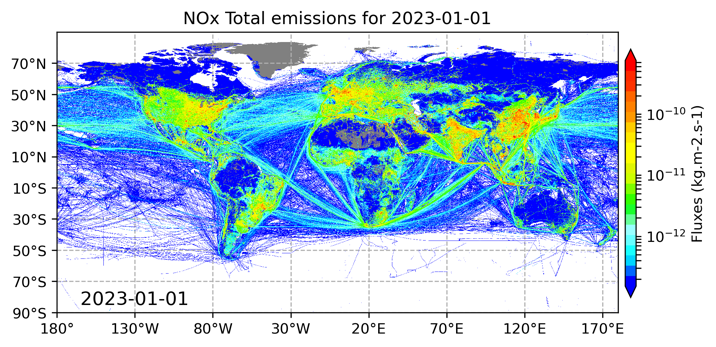 NOx Total emissions for 2023-01-01
70°N
50°N
30°N
10°N
10°S
30°S
50°S
70°S
90°S
2023-01-01
180
130°W
80°W
30°W
20°E
70°E
120°E
170°E
10⁻¹⁰
10⁻¹¹
10⁻¹²
Fluxes (kg.m-2.s-1)